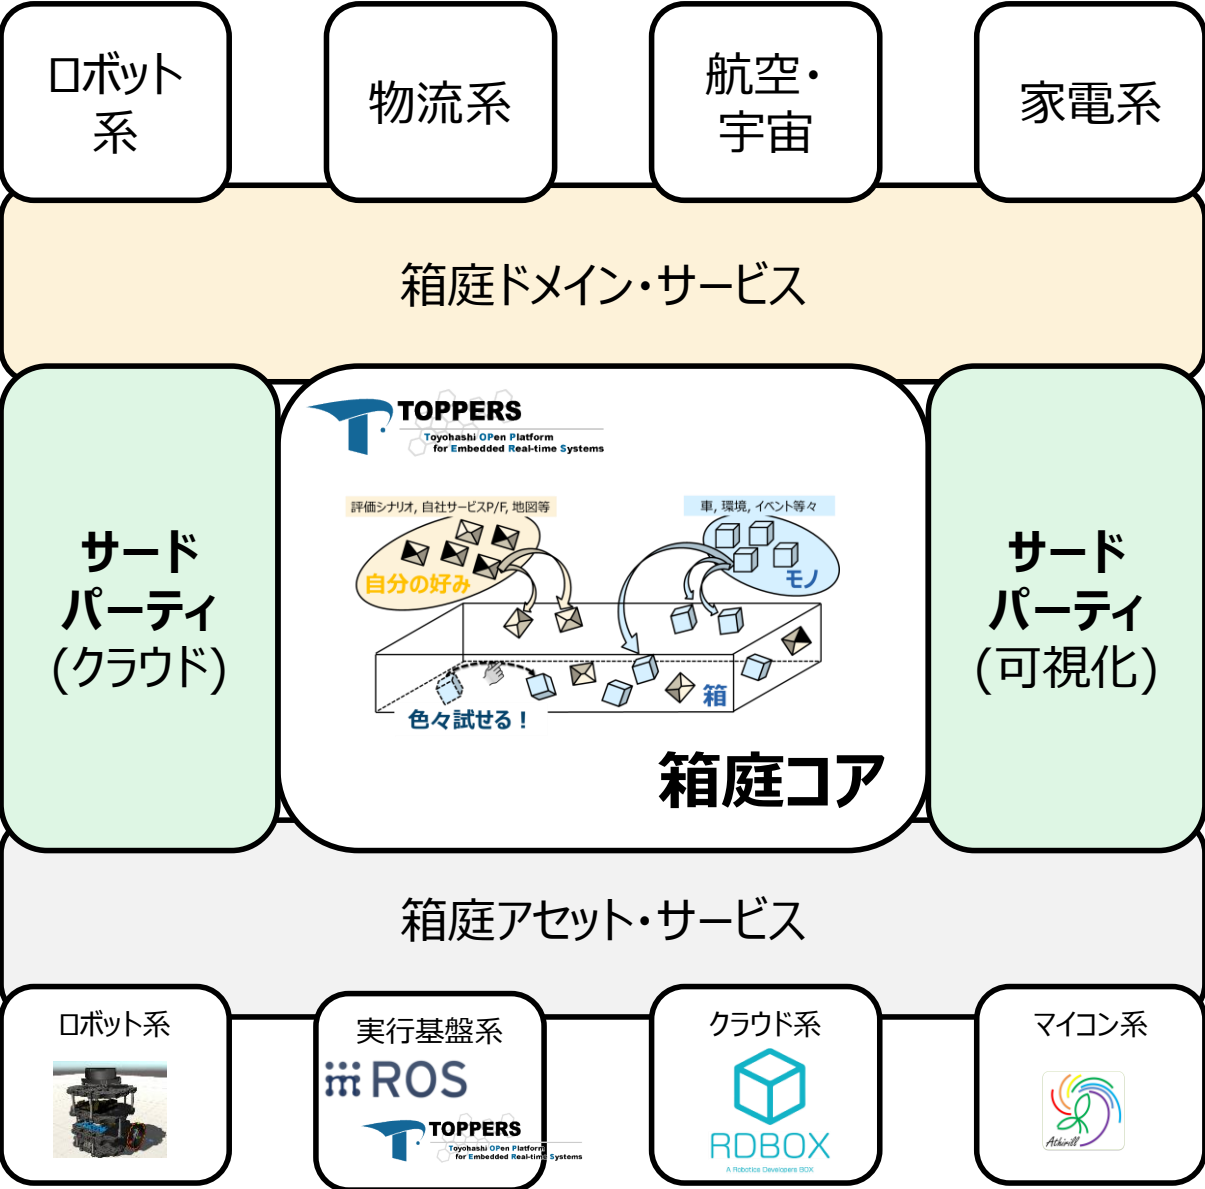 ロボット
系
物流系
航空・
宇宙
家電系
箱庭ドメイン・サービス
サード
パーティ
(クラウド)
TOPPERS
Toyohashi OPen Platform
for Embedded Real-time Systems
評価シナリオ, 自社サービスP/F, 地図等
車, 環境, イベント等々
自分の好み
モノ
箱
色々試せる！
箱庭コア
サード
パーティ
(可視化)
箱庭アセット・サービス
ロボット系
実行基盤系
ROS
TOPPERS
Toyohashi OPen Platform
for Embedded Real-time Systems
クラウド系
RDBOX
A Robotics Developers BOX
マイコン系
Athrill